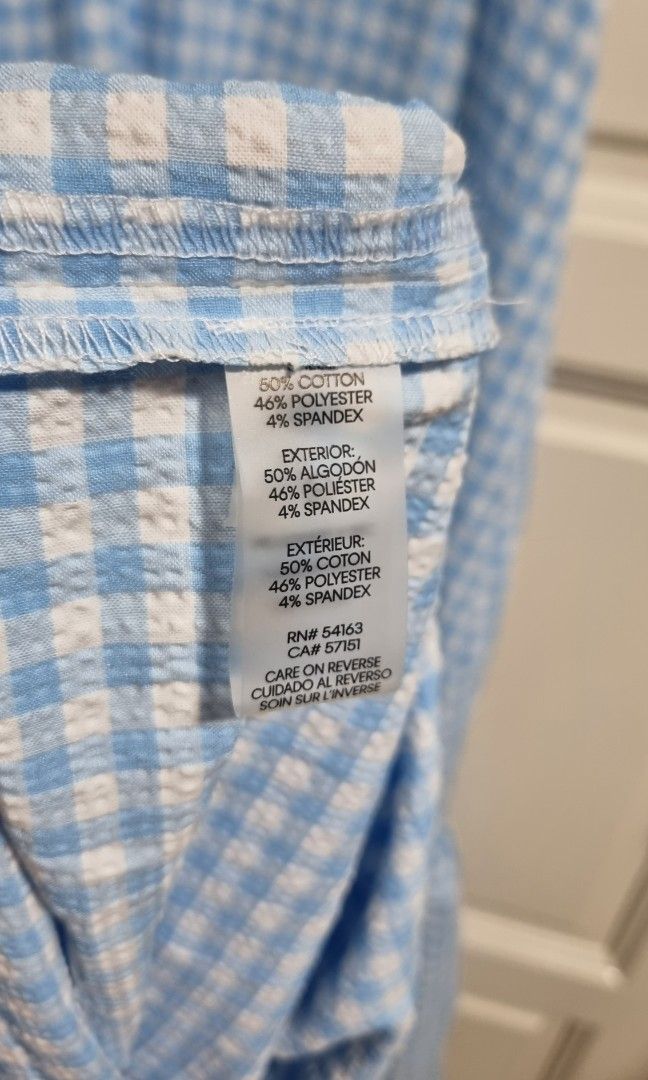 50% COTTON
46% POLYESTER
4% SPANDEX
EXTERIOR:
50% ALGODÓN
46% POLIÉSTER
4% SPANDEX
EXTÉRIEUR:
50% COTON
46% POLYESTER
4% SPANDEX
RN# 54163
CA# 57151
CARE ON REVERSE
CUIDADO AL REVERSO
SOIN SUR L'INVERSE